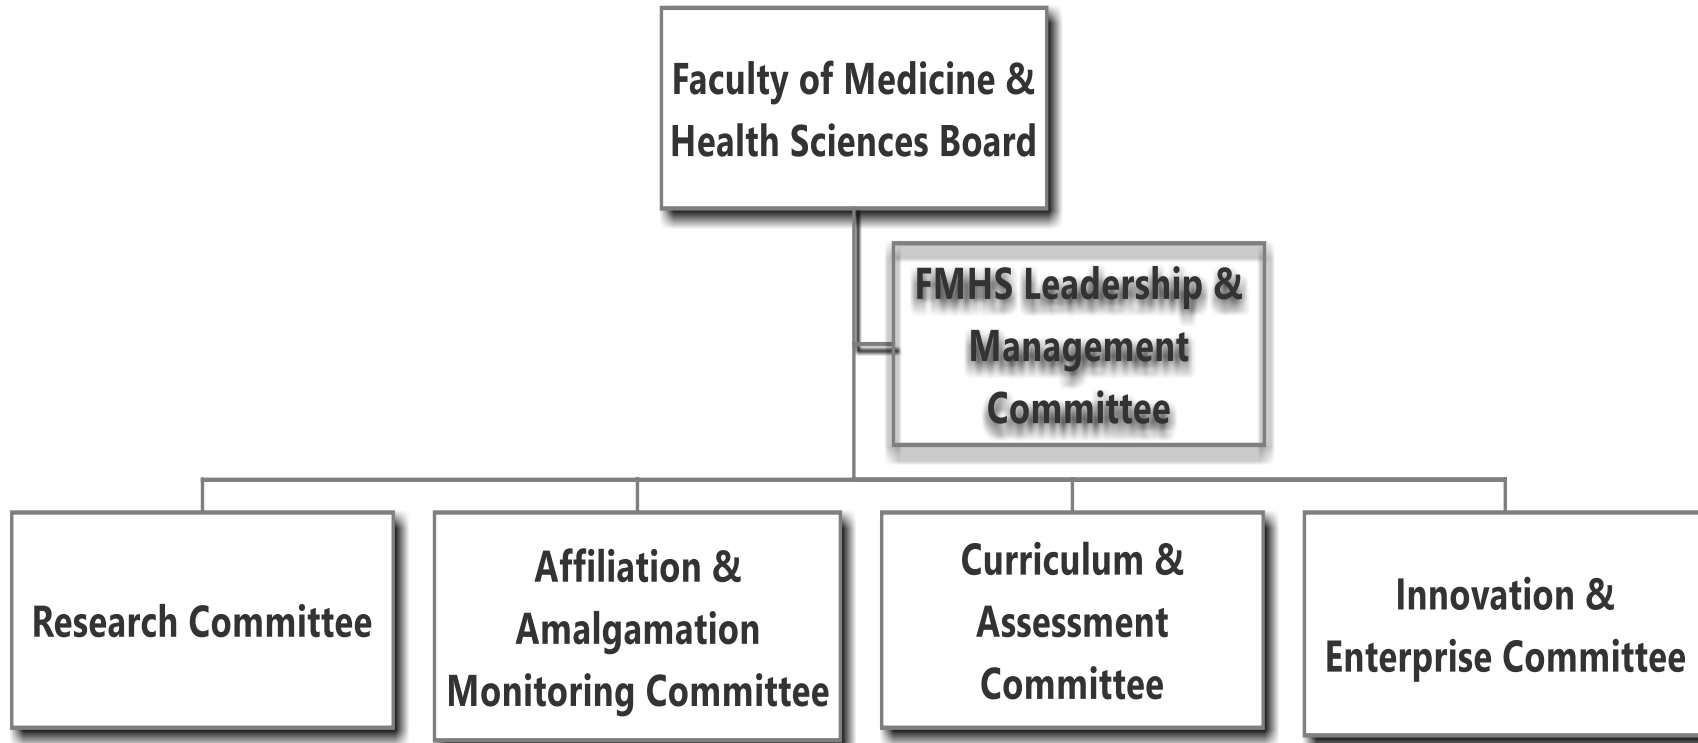 Faculty of Medicine &
Health Sciences Board
FMHS Leadership &
Management
Committee
Research Committee
Affiliation &
Amalgamation
Monitoring Committee
Curriculum &
Assessment
Committee
Innovation &
Enterprise Committee